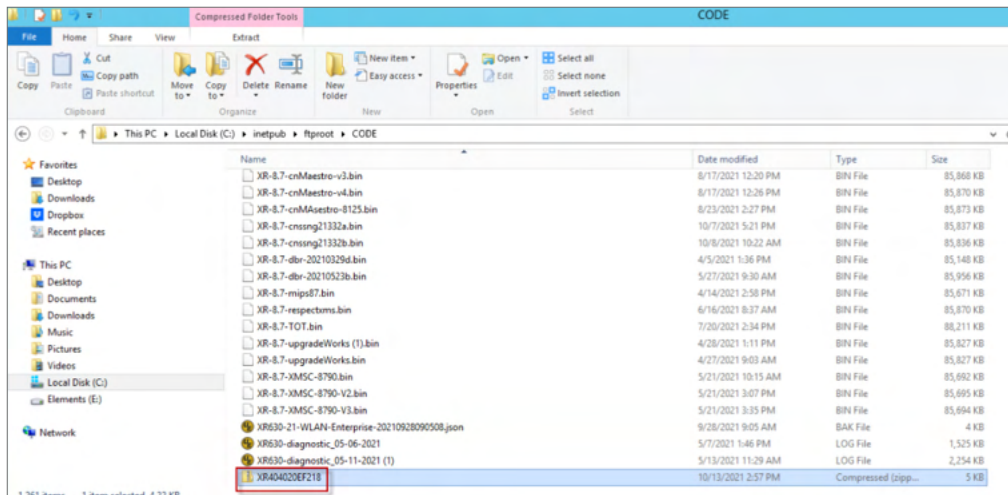 Compressed Folder Tools
CODE
File Home Share View Extract
Copy Paste
Cut
Copy path
Paste shortcut
Move to
Copy to
Delete Rename
New folder
New item
Easy access
Properties
Open
Edit
Select all
Select none
Invert selection
Clipboard Organize New Open Select
This PC Local Disk (C:) inetpub ftproot CODE
Favorites
Desktop
Downloads
Dropbox
Recent places
This PC
Desktop
Documents
Downloads
Music
Pictures
Videos
Local Disk (C:)
Elements (E:)
Network
Name Date modified Type Size
XR-8.7-cnMaestro-v3.bin 8/17/2021 12:20 PM BIN File 85,868 KB
XR-8.7-cnMaestro-v4.bin 8/17/2021 12:26 PM BIN File 85,870 KB
XR-8.7-cnMAsestro-8125.bin 8/23/2021 2:27 PM BIN File 85,873 KB
XR-8.7-cnssng21332a.bin 10/7/2021 5:21 PM BIN File 85,837 KB
XR-8.7-cnssng21332b.bin 10/8/2021 10:22 AM BIN File 85,836 KB
XR-8.7-dbr-20210329d.bin 4/5/2021 1:36 PM BIN File 85,148 KB
XR-8.7-dbr-20210523b.bin 5/27/2021 9:30 AM BIN File 85,956 KB
XR-8.7-mips87.bin 4/14/2021 2:58 PM BIN File 85,671 KB
XR-8.7-respectxms.bin 6/16/2021 8:37 AM BIN File 85,870 KB
XR-8.7-TOT.bin 7/20/2021 2:34 PM BIN File 88,211 KB
XR-8.7-upgradeWorks (1).bin 4/28/2021 1:11 PM BIN File 85,827 KB
XR-8.7-upgradeWorks.bin 4/27/2021 9:03 AM BIN File 85,827 KB
XR-8.7-XMSC-8790.bin 5/21/2021 10:15 AM BIN File 85,692 KB
XR-8.7-XMSC-8790-V2.bin 5/21/2021 3:07 PM BIN File 85,695 KB
XR-8.7-XMSC-8790-V3.bin 5/21/2021 3:35 PM BIN File 85,694 KB
XR630-21-WLAN-Enterprise-20210928090508.json 9/28/2021 9:05 AM BAK File 4 KB
XR630-diagnostic_05-06-2021 5/7/2021 1:46 PM LOG File 1,525 KB
XR630-diagnostic_05-11-2021 (1) 5/13/2021 11:29 AM LOG File 2,254 KB
XR404020EF218 10/13/2021 2:57 PM Compressed (zipp... 5 KB